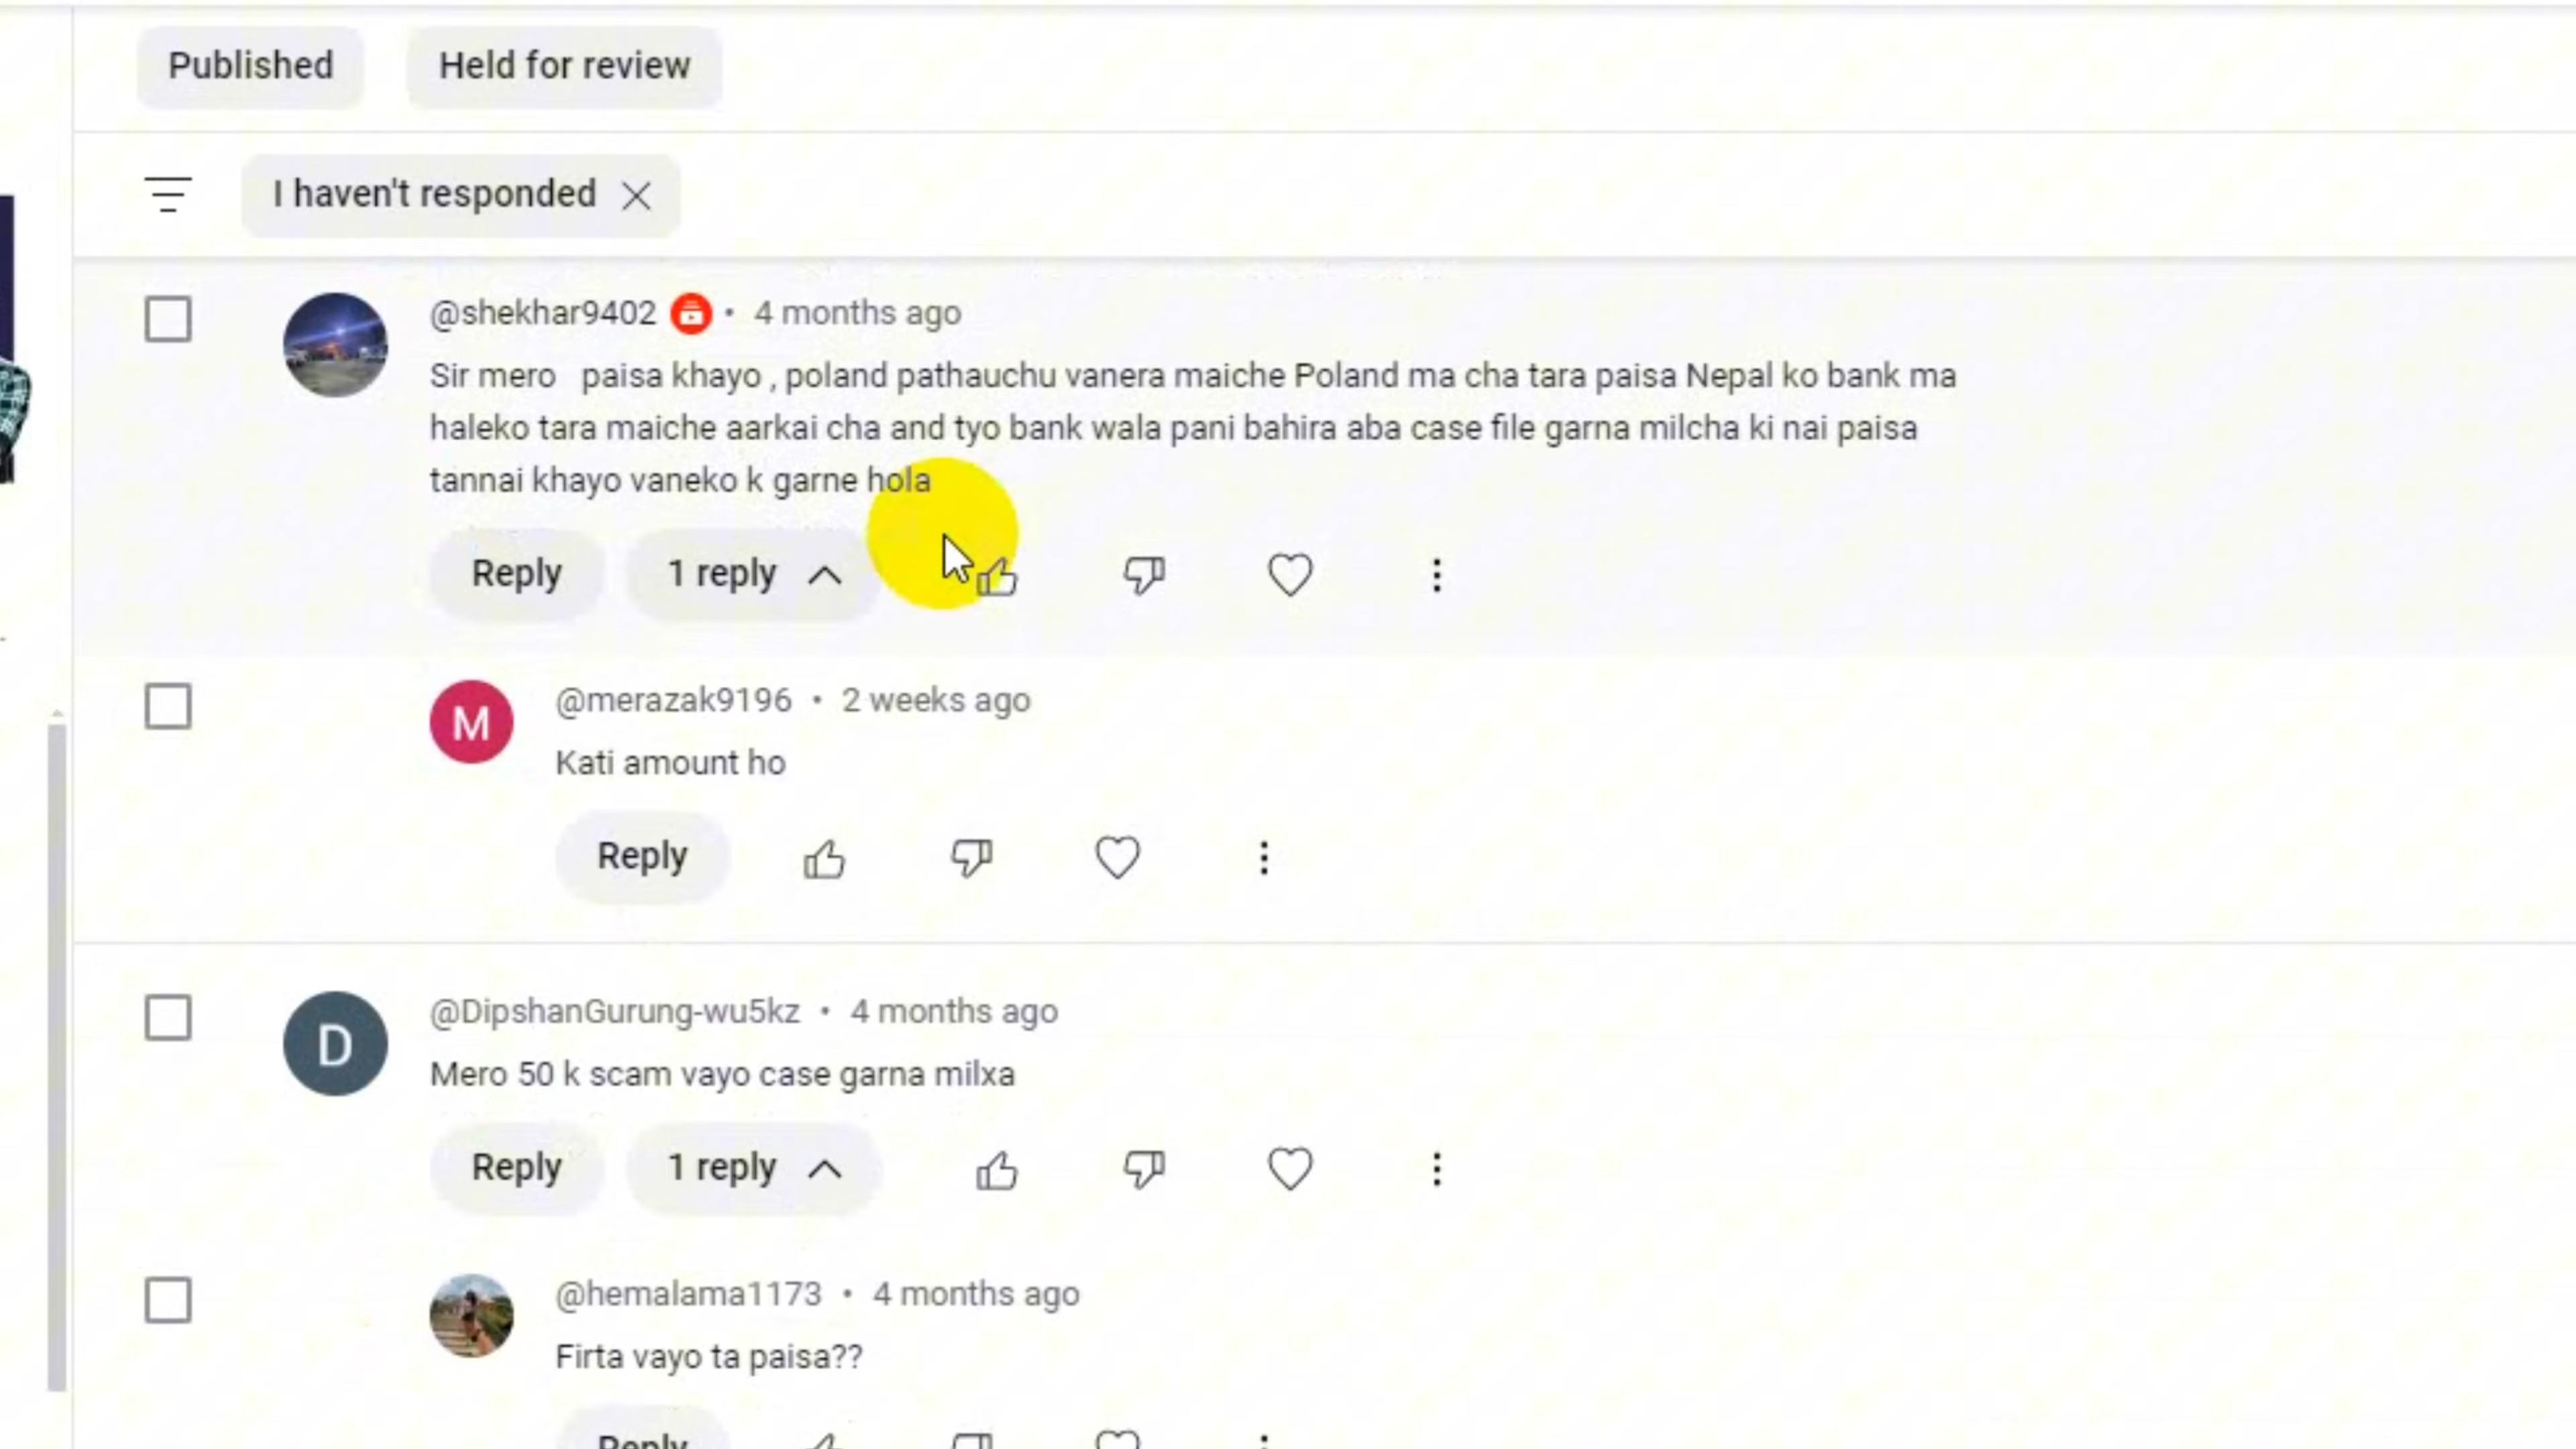 Published
Held for review
I haven't responded
@shekhar9402 • 4 months ago
Sir mero paisa khayo , poland pathauchu vanera maiche Poland ma cha tara paisa Nepal ko bank ma
haleko tara maiche aarkai cha and tyo bank wala pani bahira aba case file garna milcha ki nai paisa
tannai khayo vaneko k garne hola
Reply
1 reply
M
@merazak9196 • 2 weeks ago
Kati amount ho
Reply
D
@DipshanGurung-wu5kz • 4 months ago
Mero 50 k scam vayo case garna milxa
Reply
1 reply
@hemalama1173 • 4 months ago
Firta vayo ta paisa??
Reply